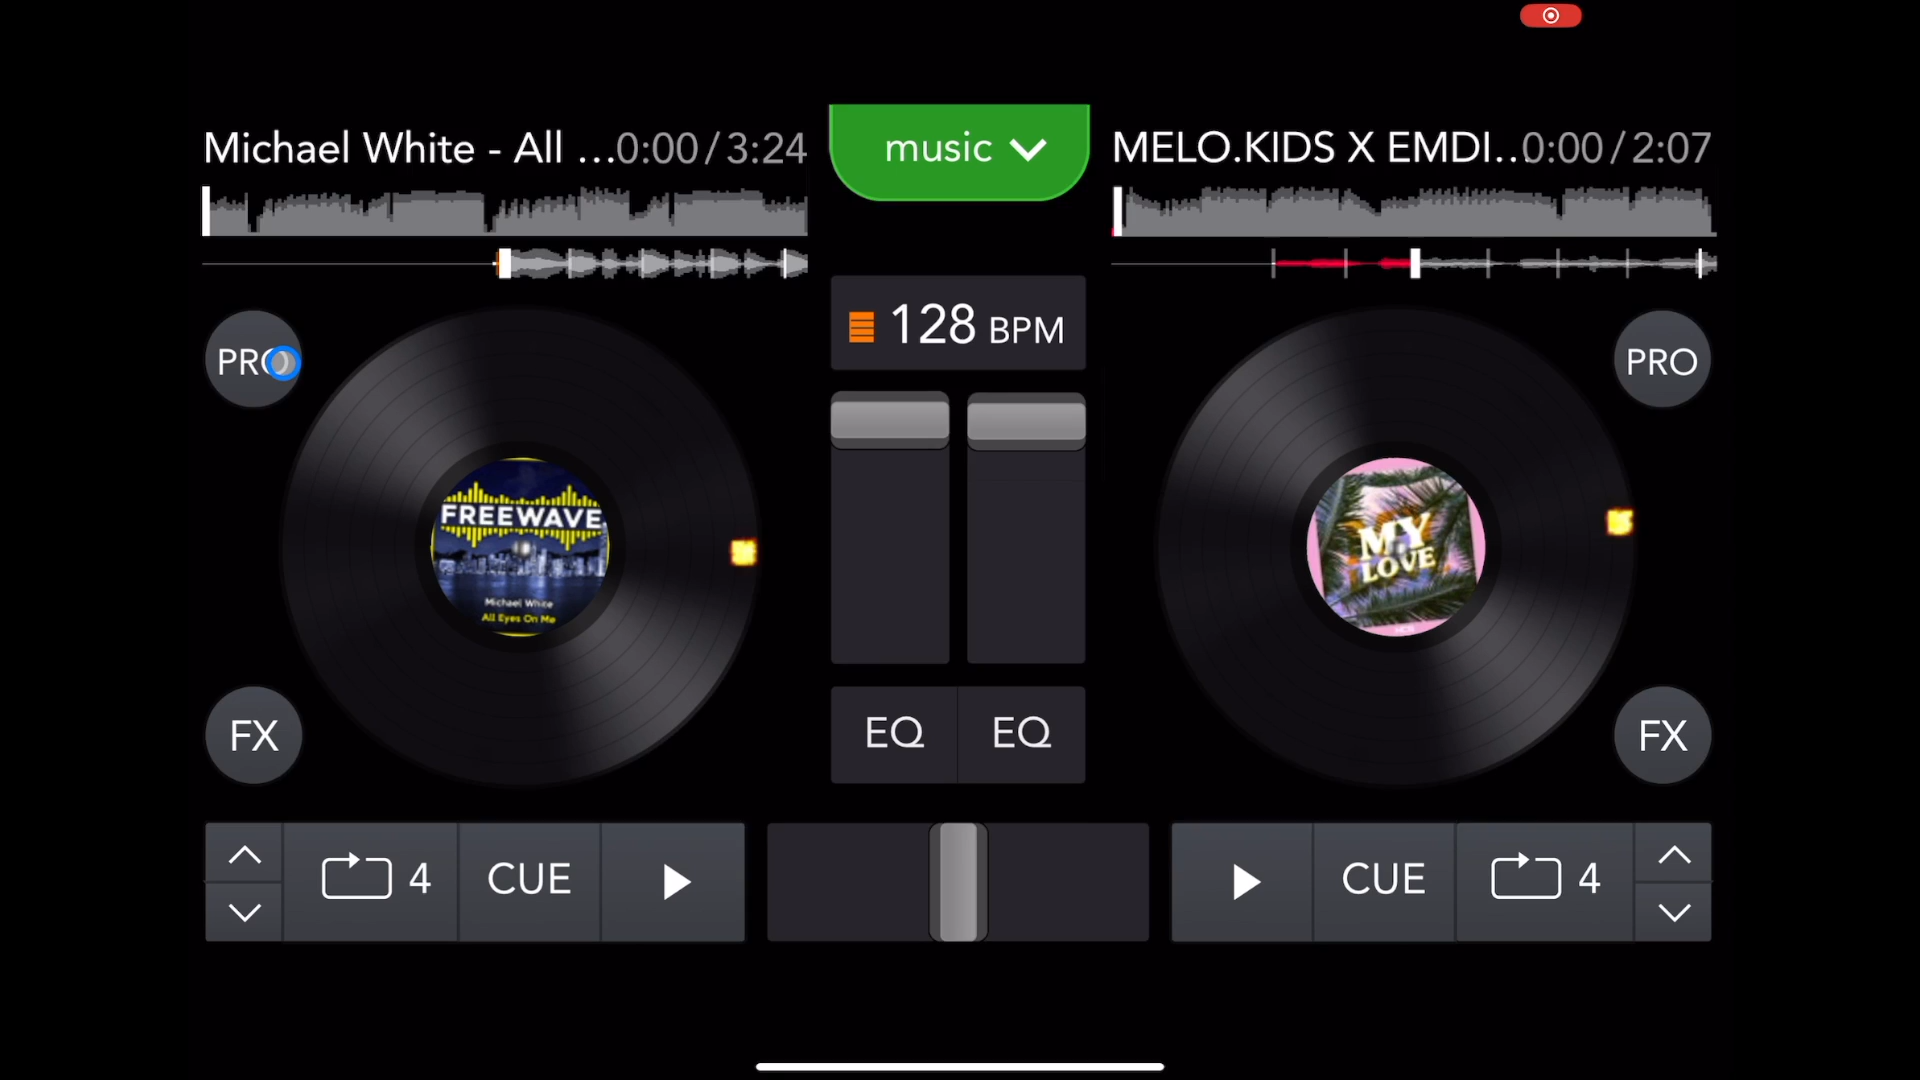 Michael White - All ...0:00/3:24
music
MELO.KIDS X EMDI...0:00/2:07
128 BPM
PRO
PRO
FREEWAVE
Michael White
All Eyes On Me
MY
LOVE
FX
EQ
EQ
FX
4
CUE
CUE
4